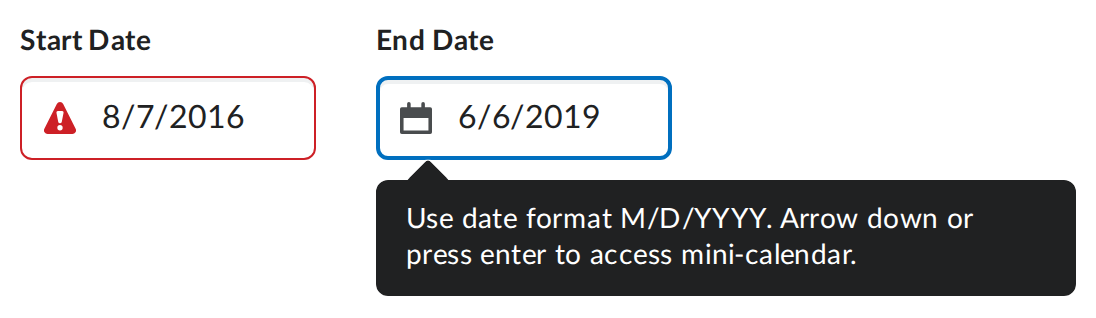 Start Date
End Date
8/7/2016
6/6/2019
Use date format M/D/YYYY. Arrow down or
press enter to access mini-calendar.